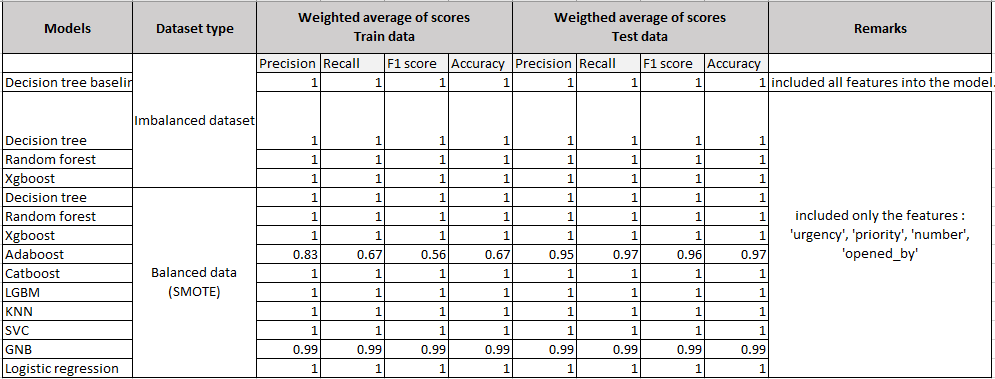 Models Dataset type Weighted average of scores Train data Weigthed average of scores Test data Remarks
Precision Recall F1 score Accuracy Precision Recall F1 score Accuracy
Decision tree baselin 1 1 1 1 1 1 1 1 included all features into the model.
Imbalanced dataset
Decision tree 1 1 1 1 1 1 1 1
Random forest 1 1 1 1 1 1 1 1
Xgboost 1 1 1 1 1 1 1 1
Decision tree 1 1 1 1 1 1 1 1
Random forest 1 1 1 1 1 1 1 1 included only the features :
Xgboost 1 1 1 1 1 1 1 1 'urgency', 'priority', 'number',
Adaboost 0.83 0.67 0.56 0.67 0.95 0.97 0.96 0.97 'opened_by'
Catboost Balanced data 1 1 1 1 1 1 1 1
LGBM (SMOTE) 1 1 1 1 1 1 1 1
KNN 1 1 1 1 1 1 1 1
SVC 1 1 1 1 1 1 1 1
GNB 0.99 0.99 0.99 0.99 0.99 0.99 0.99 0.99
Logistic regression 1 1 1 1 1 1 1 1